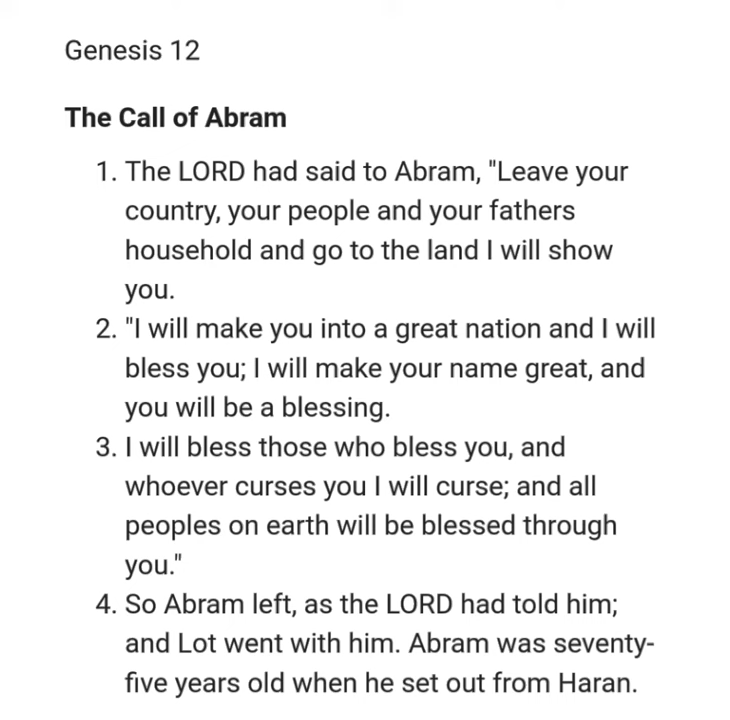 Genesis 12
The Call of Abram
1. The LORD had said to Abram, "Leave your
country, your people and your fathers
household and go to the land I will show
you.
2. "I will make you into a great nation and I will
bless you; I will make your name great, and
you will be a blessing.
3. I will bless those who bless you, and
whoever curses you I will curse; and all
peoples on earth will be blessed through
you."
4. So Abram left, as the LORD had told him;
and Lot went with him. Abram was seventy-
five years old when he set out from Haran.